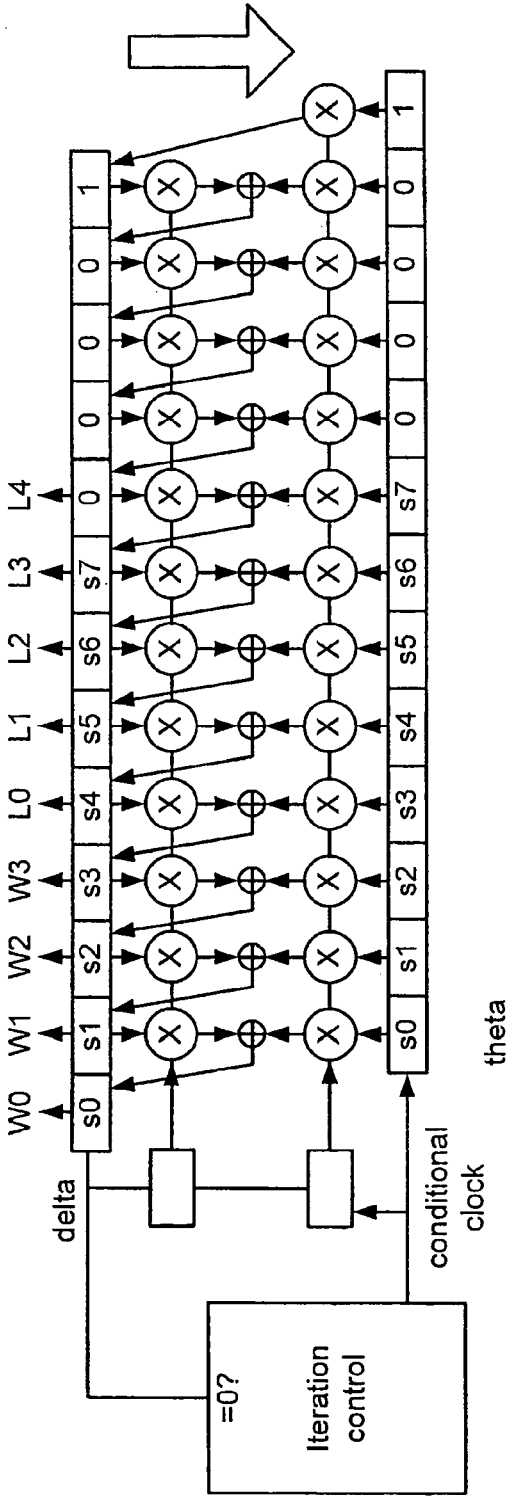 W0 W1 W2 W3 L0 L1 L2 L3 L4
delta
s0 s1 s2 s3 s4 s5 s6 s7 0 0 0 0 1
X X X X X X X X X X X X
=0?
Iteration
control
X X X X X X X X X X X X X
conditional
clock
s0 s1 s2 s3 s4 s5 s6 s7 0 0 0 0 1
theta